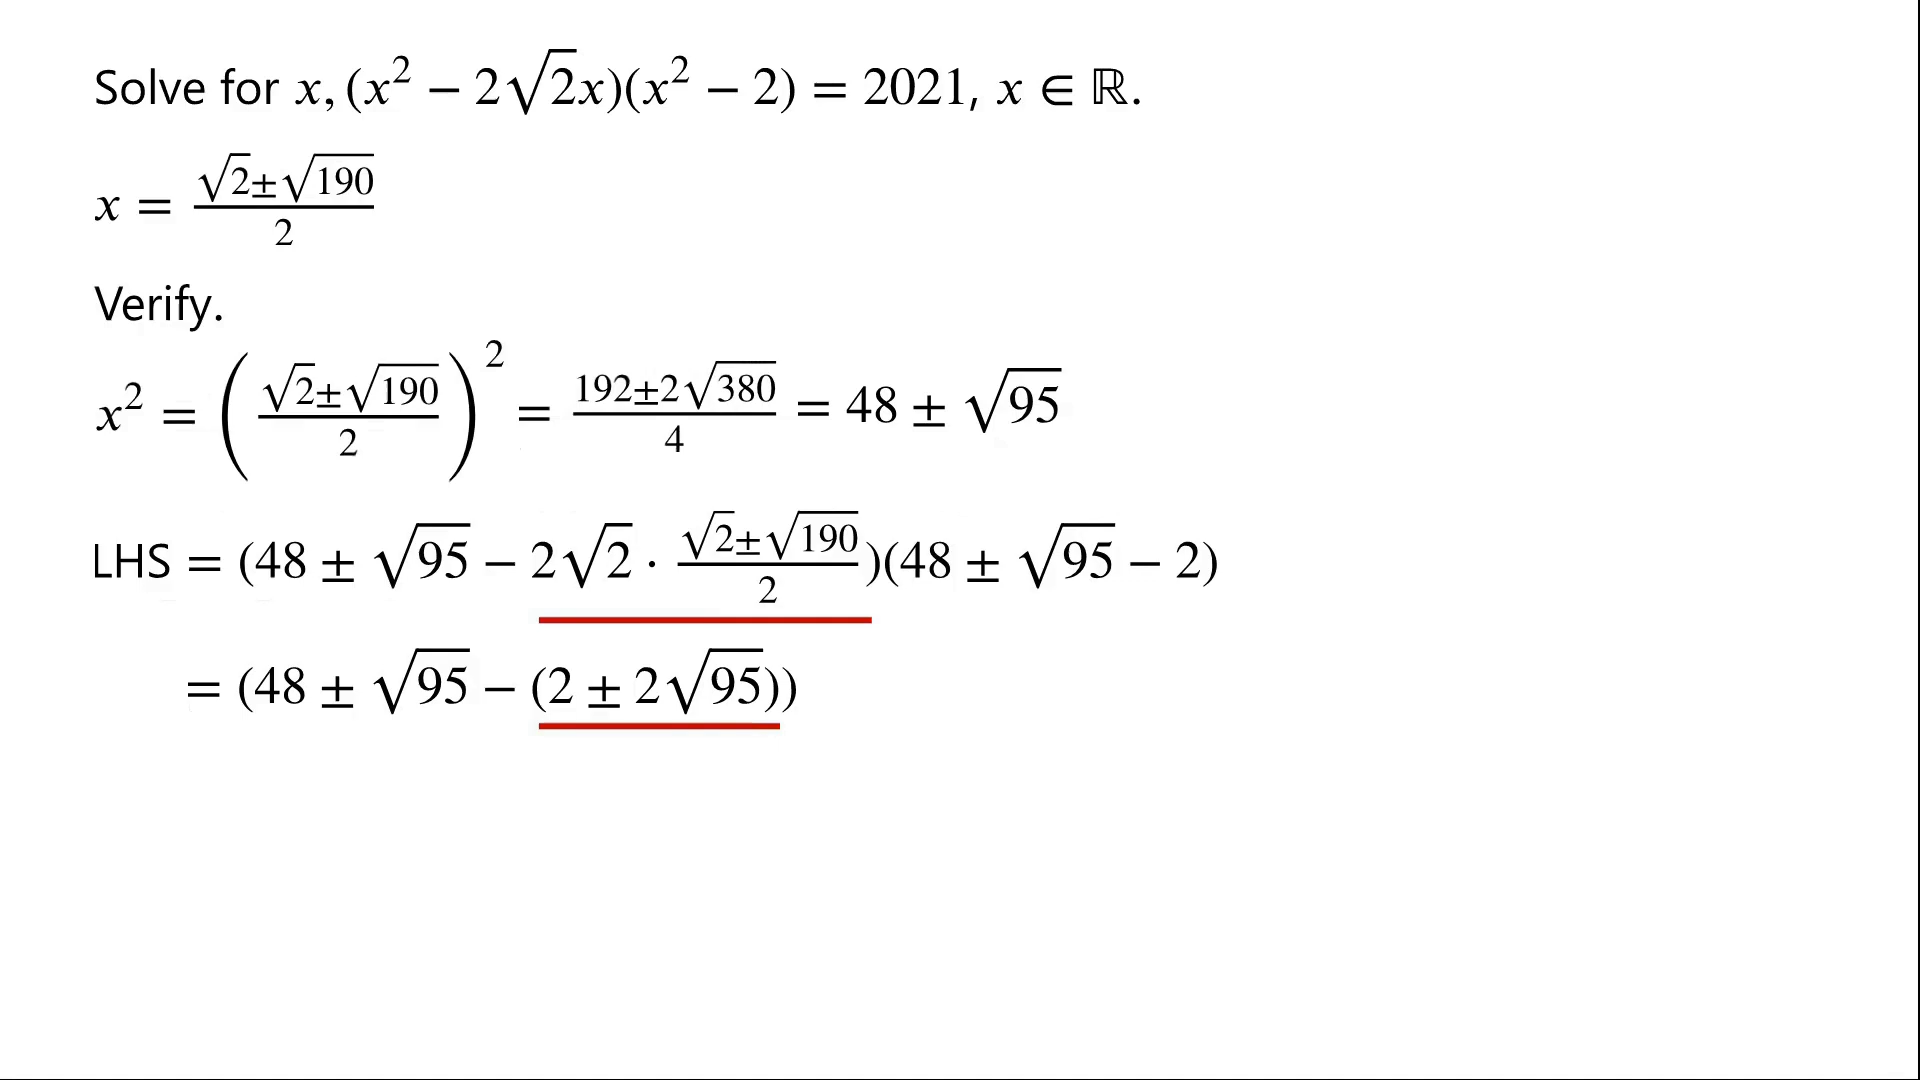 Solve for x, (x² − 2√2x)(x² − 2) = 2021, x ∈ ℝ.
x = (√2±√190)/2
Verify.
x² = ((√2±√190)/2)² = (192±2√380)/4 = 48 ± √95
LHS = (48 ± √95 − 2√2 · (√2±√190)/2)(48 ± √95 − 2)
= (48 ± √95 − (2 ± 2√95))